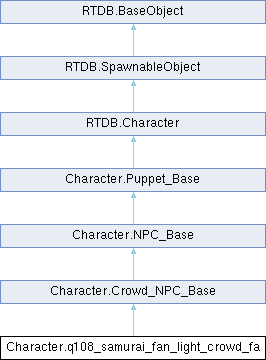 RTDB.BaseObject
RTDB.SpawnableObject
RTDB.Character
Character.Puppet_Base
Character.NPC_Base
Character.Crowd_NPC_Base
Character.q108_samurai_fan_light_crowd_fa